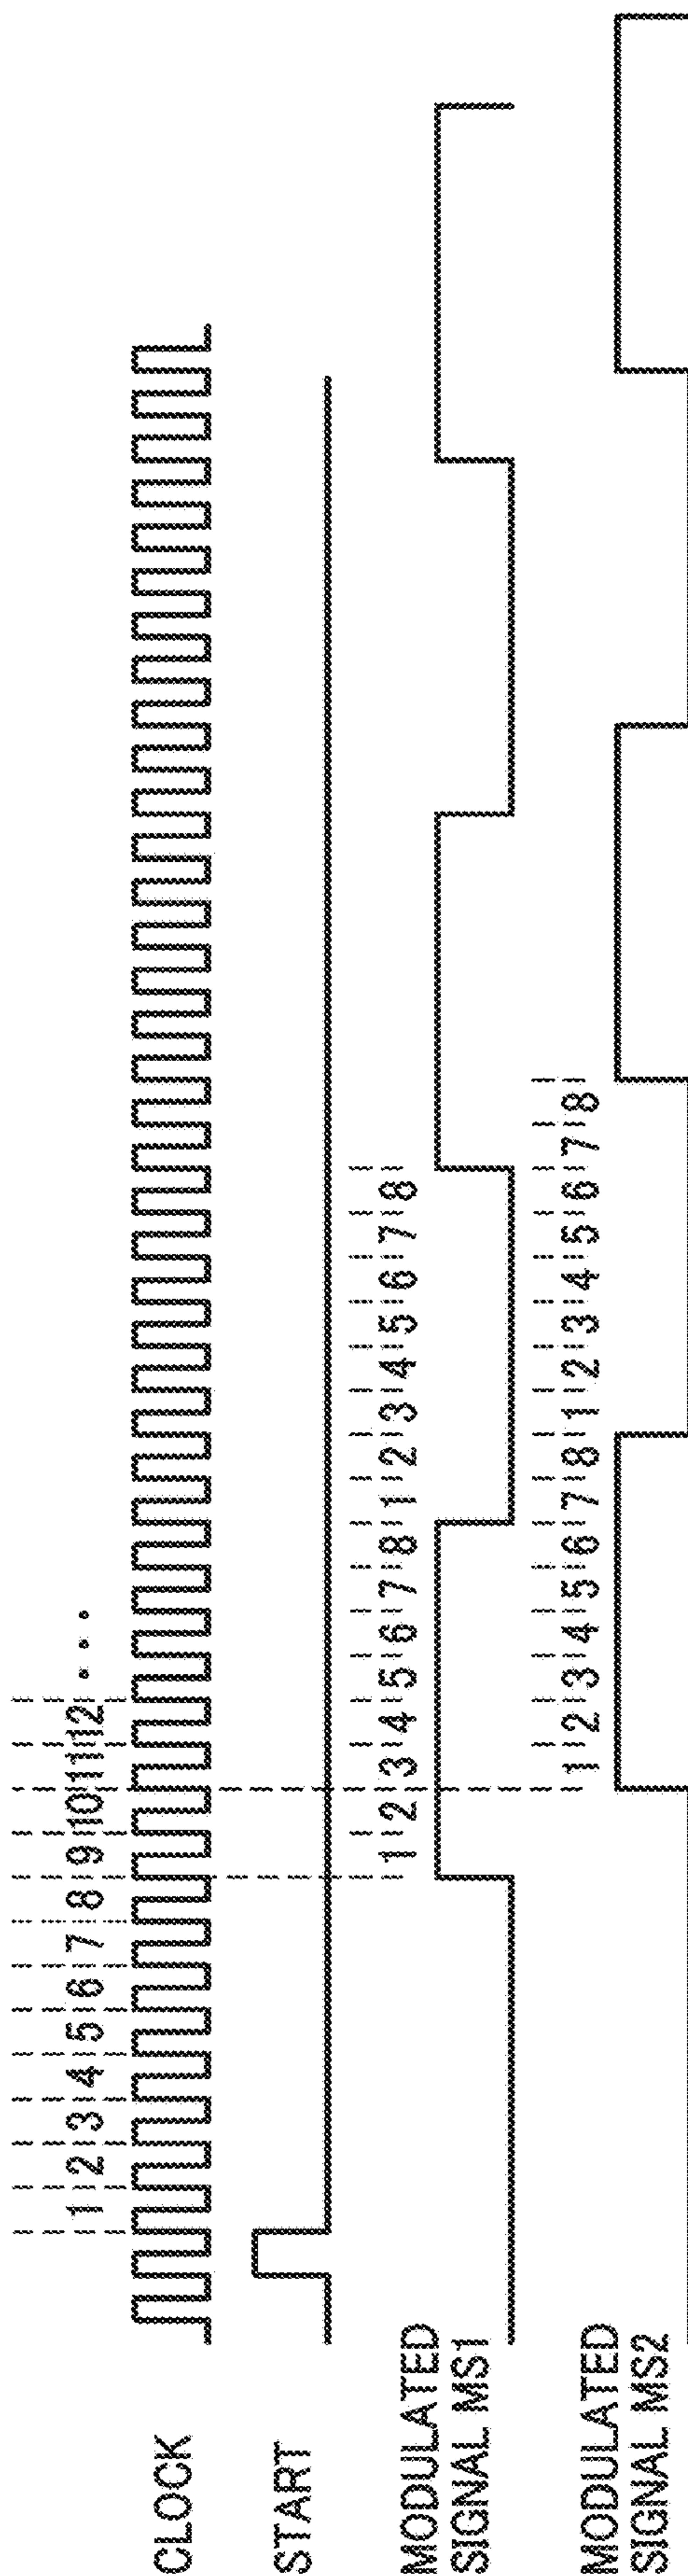 1 2 3 4 5 6 7 8 9 10 11 12 ...
CLOCK
START
1 2 3 4 5 6 7 8 1 2 3 4 5 6 7 8
MODULATED
SIGNAL MS1
1 2 3 4 5 6 7 8 1 2 3 4 5 6 7 8
MODULATED
SIGNAL MS2